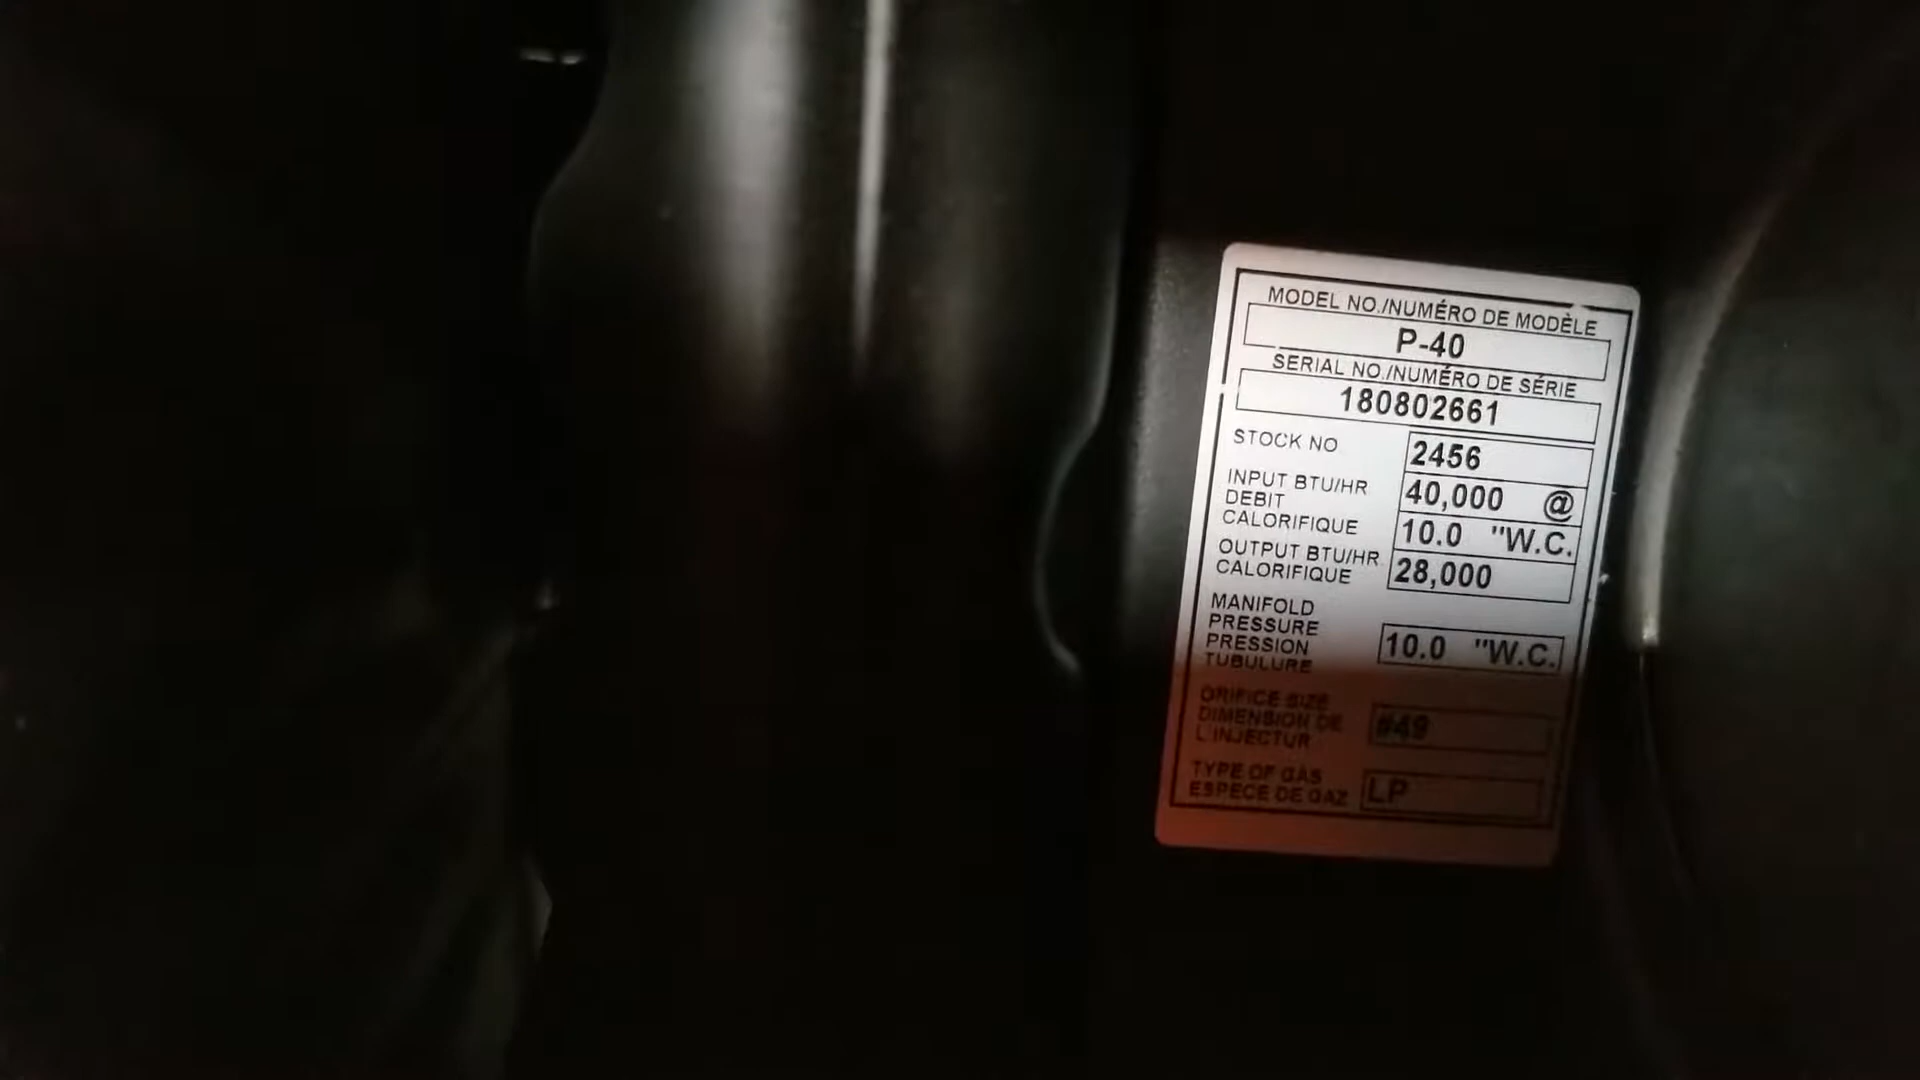 MODEL NO./NUMÉRO DE MODÈLE
P-40
SERIAL NO./NUMÉRO DE SÉRIE
180802661
STOCK NO 2456
INPUT BTU/HR 40,000 @
DEBIT
CALORIFIQUE 10.0 "W.C.
OUTPUT BTU/HR 28,000
CALORIFIQUE
MANIFOLD
PRESSURE
PRESSION 10.0 "W.C.
TUBULURE
ORIFICE SIZE
DIMENSION DE #49
L'INJECTUR
TYPE OF GAS
ESPECE DE GAZ LP